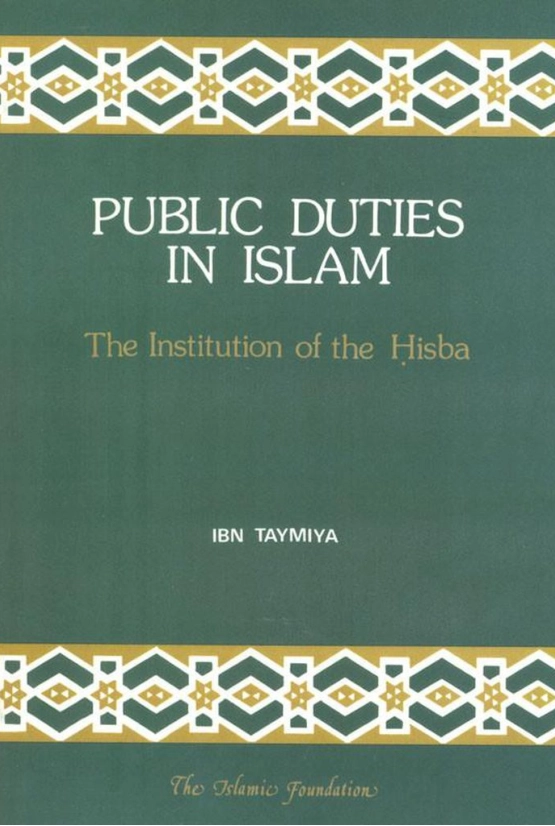 PUBLIC DUTIES
IN ISLAM
The Institution of the Ḥisba
IBN TAYMIYA
The Islamic Foundation